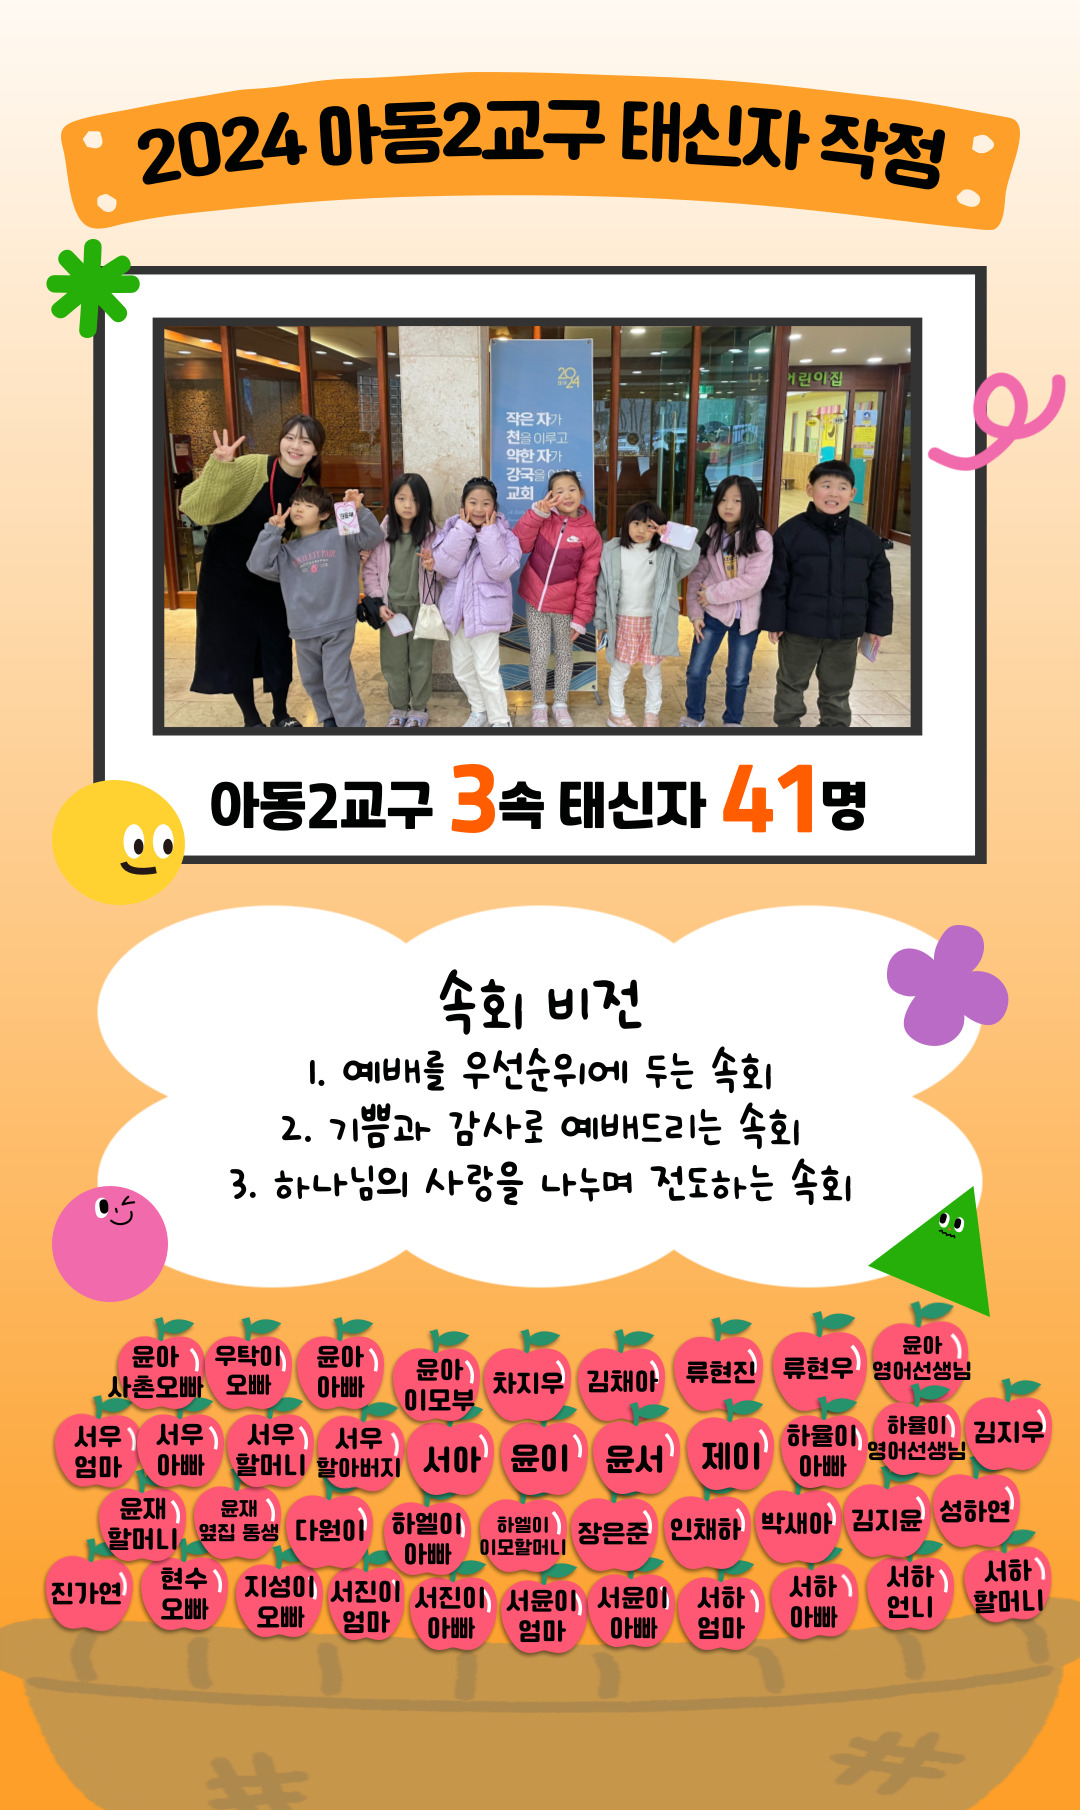 2024 아동2교구 태신자 작정
나
어린이집
20
24
작은 자가
천을 이루고
약한 자가
강국을
교회
아동2교구 3속 태신자 41명
속회 비전
1. 예배를 우선순위에 두는 속회
2. 기쁨과 감사로 예배드리는 속회
3. 하나님의 사랑을 나누며 전도하는 속회
윤아
사촌오빠
우탁이
오빠
윤아
아빠
윤아
이모부
차지우
김채아
류현진
류현우
윤아
영어선생님
서우
엄마
서우
아빠
서우
할머니
서우
할아버지
서아
윤이
윤서
제이
하율이
아빠
하율이
영어선생님
김지우
윤재
할머니
윤재
옆집 동생
다원이
하엘이
아빠
하엘이
이모할머니
장은준
인채하
박새아
김지윤
성하연
진가연
현수
오빠
지성이
오빠
서진이
엄마
서진이
아빠
서윤이
엄마
서윤이
아빠
서하
엄마
서하
아빠
서하
언니
서하
할머니